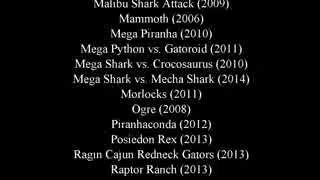 Malibu Shark Attack (2009)
Mammoth (2006)
Mega Piranha (2010)
Mega Python vs. Gatoroid (2011)
Mega Shark vs. Crocosaurus (2010)
Mega Shark vs. Mecha Shark (2014)
Morlocks (2011)
Ogre (2008)
Piranhaconda (2012)
Posiedon Rex (2013)
Ragin Cajun Redneck Gators (2013)
Raptor Ranch (2013)